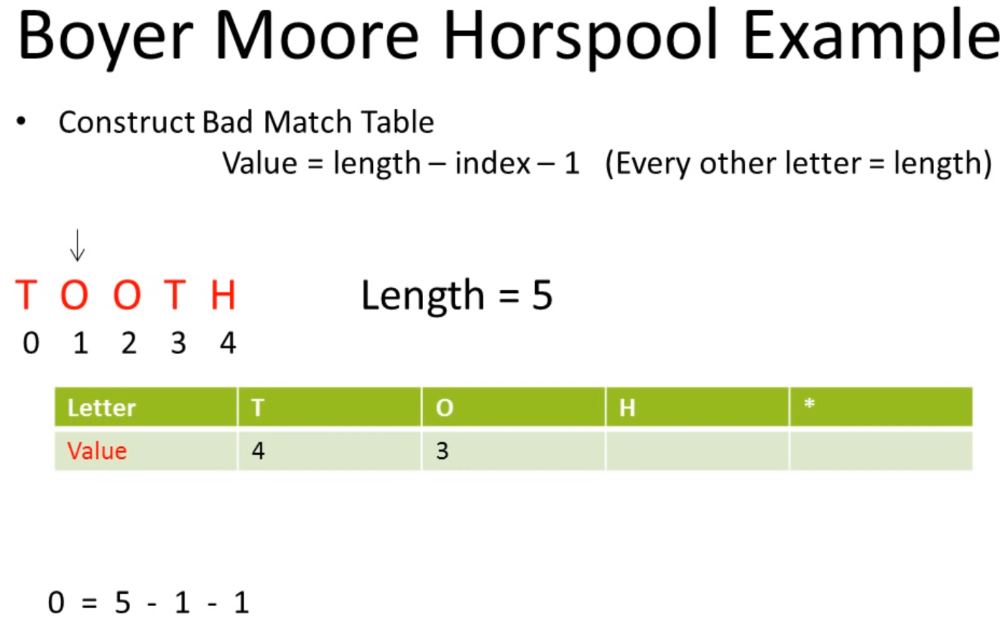 Boyer Moore Horspool Example
• Construct Bad Match Table
Value = length – index – 1 (Every other letter = length)
T O O T H Length = 5
0 1 2 3 4
Letter T O H *
Value 4 3
0 = 5 - 1 - 1